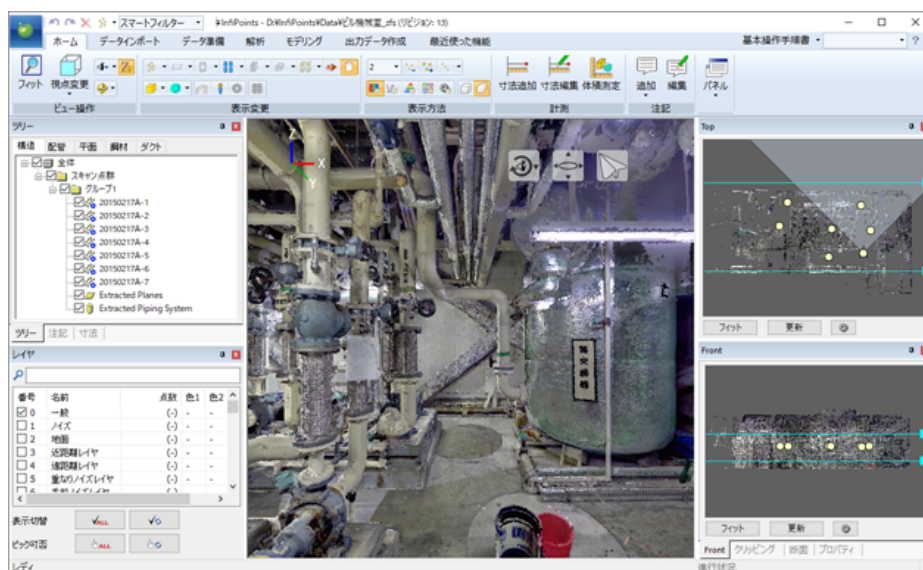 スマートフィルター
InfiPoints - D:¥InfiPoints¥Data¥ビル機械室_zfs (リビジョン: 13)
ホーム データインポート データ準備 解析 モデリング 出力データ作成 最近使った機能 基本操作手順書
フィット 視点変更 2 寸法追加 寸法編集 体積測定 追加 編集 パネル
ビュー操作 表示変更 表示方法 計測 注記
ツリー
構造 配管 平面 鋼材 ダクト
全体
スキャン点群
グループ1
20150217A-1
20150217A-2
20150217A-3
20150217A-4
20150217A-5
20150217A-6
20150217A-7
Extracted Planes
Extracted Piping System
ツリー 注記 寸法
レイヤ
番号 名前 点数 色1 色2
0 一般 (-) - -
1 ノイズ (-) - -
2 地面 (-) - -
3 近距離レイヤ (-) - -
4 遠距離レイヤ (-) - -
5 重なりノイズレイヤ (-) - -
表示切替 ALL
ピック可否 ALL
レディ
X
Y
Top
フィット 更新
Front
フィット 更新
Front クリッピング 断面 プロパティ
進行状況